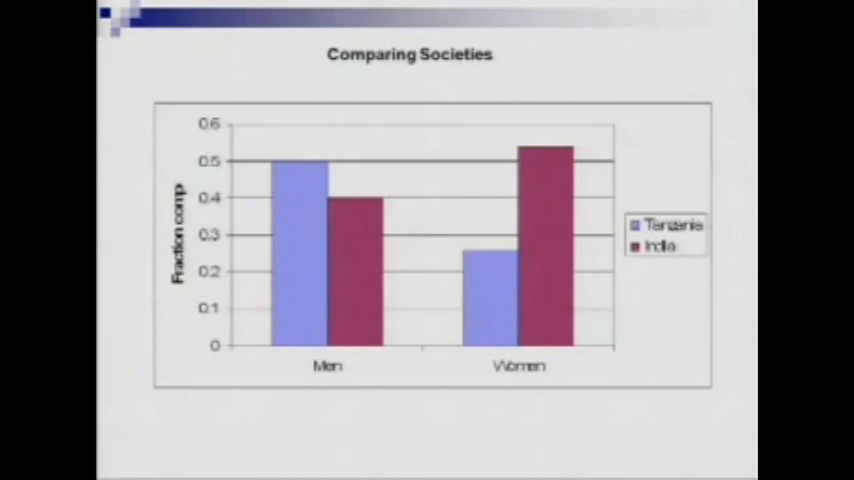 Comparing Societies
0.6
0.5
0.4
0.3
0.2
0.1
0
Fraction comp
Men
Women
Tanzania
India